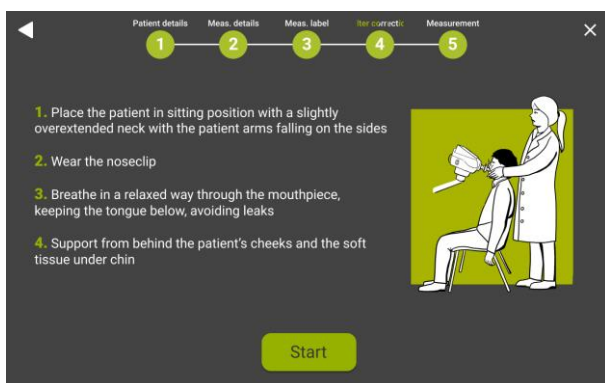 Patient details Meas. details Meas. label Iter correctic Measurement
1 2 3 4 5
1. Place the patient in sitting position with a slightly
overextended neck with the patient arms falling on the sides
2. Wear the noseclip
3. Breathe in a relaxed way through the mouthpiece,
keeping the tongue below, avoiding leaks
4. Support from behind the patient's cheeks and the soft
tissue under chin
Start